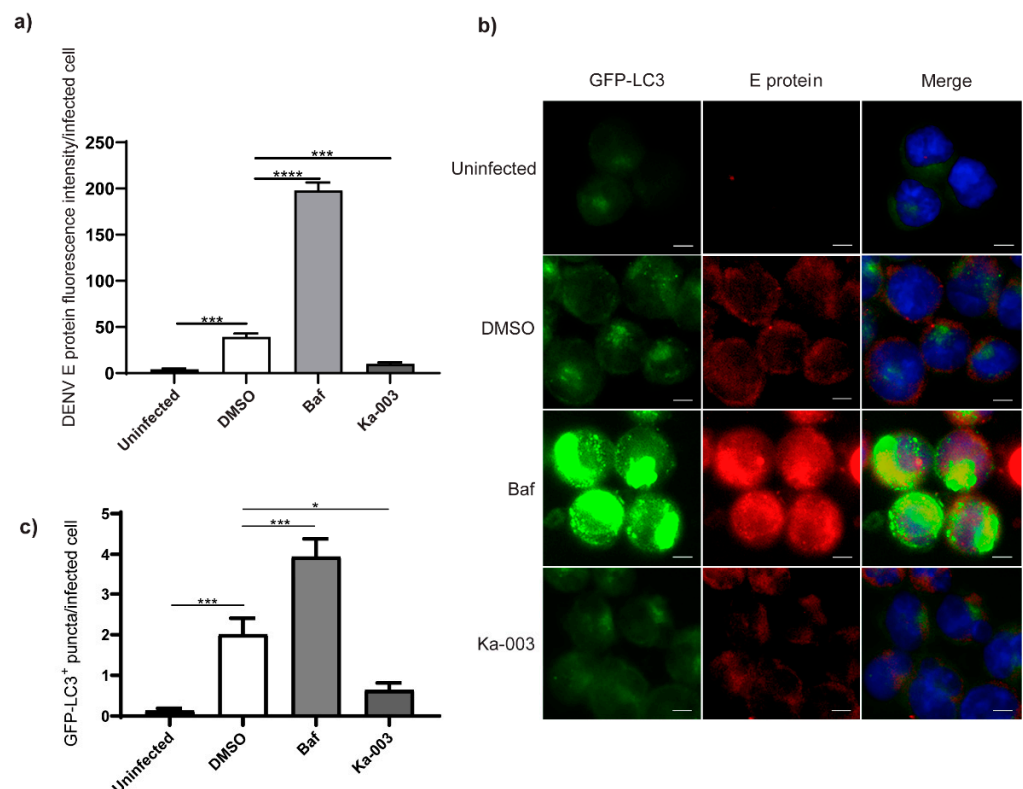 a)
DENV E protein fluorescence intensity/infected cell
250
200
150
100
50
0
***
****
***
Uninfected
DMSO
Baf
Ka-003
b)
GFP-LC3 E protein Merge
Uninfected
DMSO
Baf
Ka-003
c)
GFP-LC3⁺ puncta/infected cell
5
4
3
2
1
0
*
***
***
Uninfected
DMSO
Baf
Ka-003